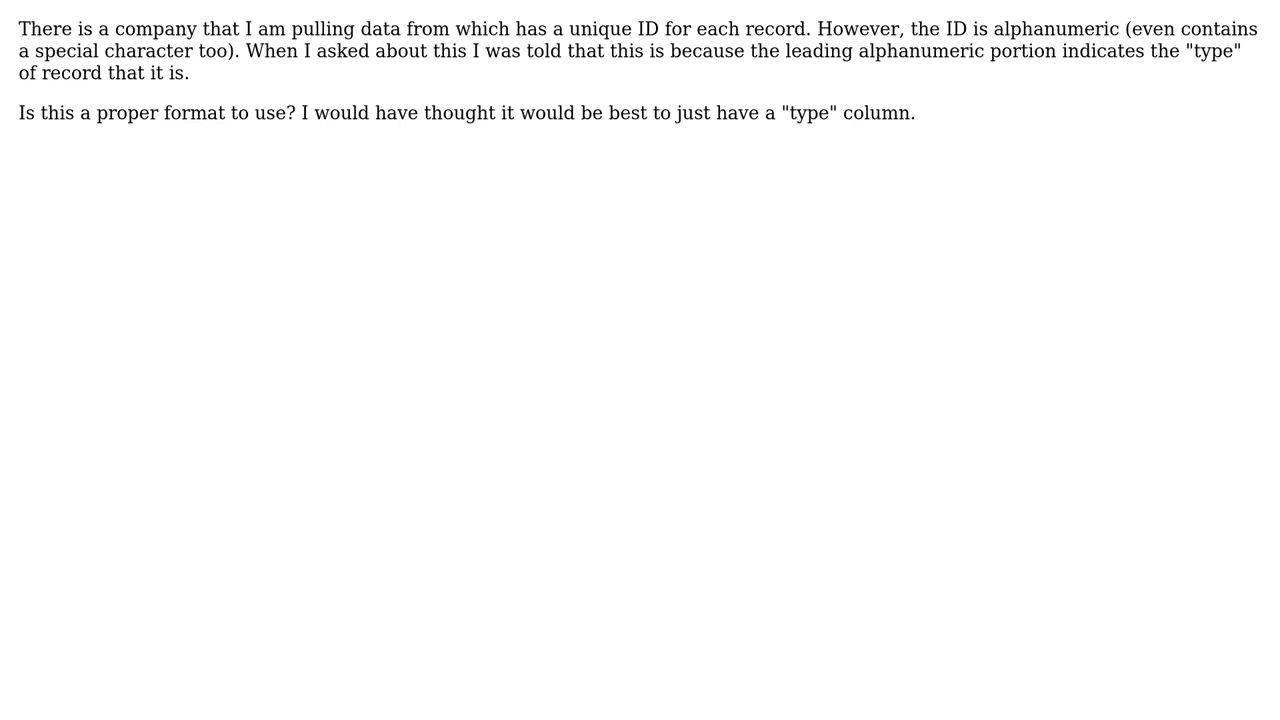 There is a company that I am pulling data from which has a unique ID for each record. However, the ID is alphanumeric (even contains
a special character too). When I asked about this I was told that this is because the leading alphanumeric portion indicates the "type"
of record that it is.
Is this a proper format to use? I would have thought it would be best to just have a "type" column.